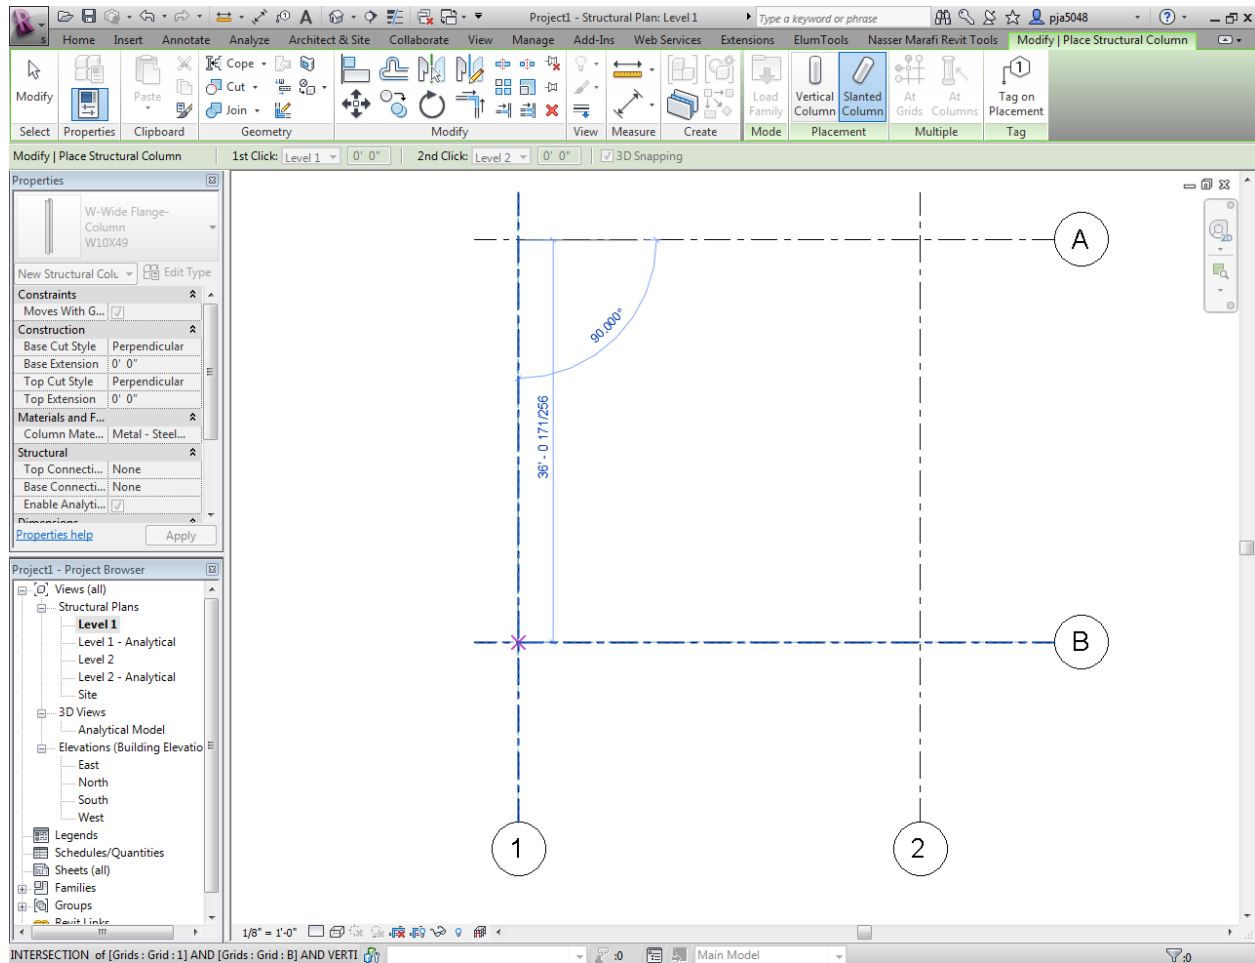 Project1 - Structural Plan: Level 1
Type a keyword or phrase
pja5048
S
Home Insert Annotate Analyze Architect & Site Collaborate View Manage Add-Ins Web Services Extensions ElumTools Nasser Marafi Revit Tools Modify | Place Structural Column
Modify
Paste
Cope
Cut
Join
Load Family
Vertical Column
Slanted Column
At Grids
At Columns
Tag on Placement
Select Properties Clipboard Geometry Modify View Measure Create Mode Placement Multiple Tag
Modify | Place Structural Column 1st Click: Level 1 0' 0" 2nd Click: Level 2 0' 0" 3D Snapping
Properties
W-Wide Flange-
Column
W10X49
New Structural Colu Edit Type
Constraints
Moves With G...
Construction
Base Cut Style Perpendicular
Base Extension 0' 0"
Top Cut Style Perpendicular
Top Extension 0' 0"
Materials and F...
Column Mate... Metal - Steel...
Structural
Top Connecti... None
Base Connecti... None
Enable Analyti...
Dimensions
Properties help Apply
Project1 - Project Browser
Views (all)
Structural Plans
Level 1
Level 1 - Analytical
Level 2
Level 2 - Analytical
Site
3D Views
Analytical Model
Elevations (Building Elevatio
East
North
South
West
Legends
Schedules/Quantities
Sheets (all)
Families
Groups
Revit Links
A
2D
90.000°
36' - 0 171/256
B
1
2
1/8" = 1'-0"
INTERSECTION of [Grids : Grid : 1] AND [Grids : Grid : B] AND VERTI :0 Main Model :0